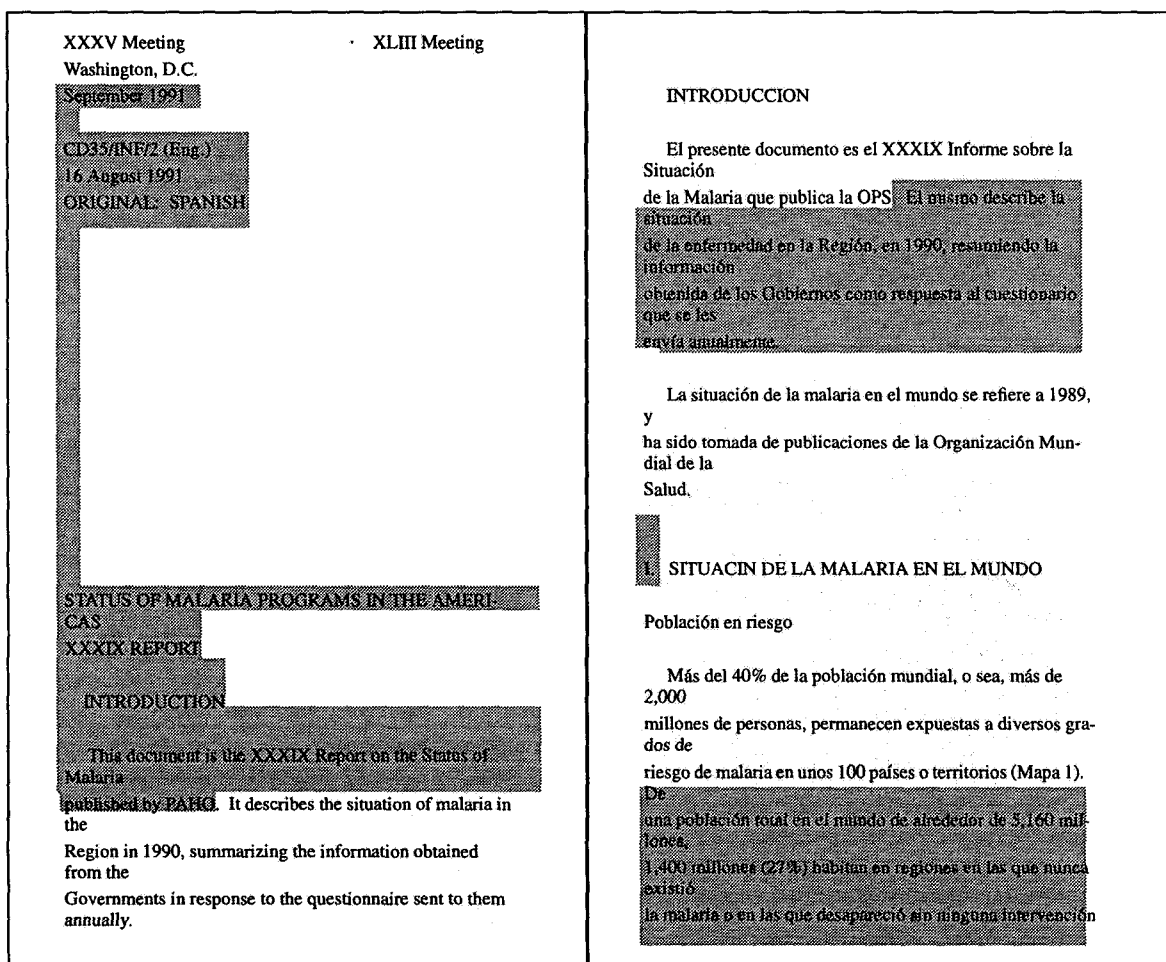 XXXV Meeting XLIII Meeting
Washington, D.C.
September 1991
CD35/INF/2 (Eng.)
16 August 1991
ORIGINAL: SPANISH
STATUS OF MALARIA PROGRAMS IN THE AMERI-
CAS
XXXIX REPORT
INTRODUCTION
This document is the XXXIX Report on the Status of
Malaria
published by PAHO. It describes the situation of malaria in
the
Region in 1990, summarizing the information obtained
from the
Governments in response to the questionnaire sent to them
annually.
INTRODUCCION
El presente documento es el XXXIX Informe sobre la
Situación
de la Malaria que publica la OPS. El mismo describe la
situación
de la enfermedad en la Región, en 1990, resumiendo la
información
obtenida de los Gobiernos como respuesta al cuestionario
que se les
envía anualmente.
La situación de la malaria en el mundo se refiere a 1989,
y
ha sido tomada de publicaciones de la Organización Mun-
dial de la
Salud.
I. SITUACIN DE LA MALARIA EN EL MUNDO
Población en riesgo
Más del 40% de la población mundial, o sea, más de
2,000
millones de personas, permanecen expuestas a diversos gra-
dos de
riesgo de malaria en unos 100 países o territorios (Mapa 1).
De
una población total en el mundo de alrededor de 5,160 mil-
lones,
1,400 millones (27%) habitan en regiones en las que nunca
existió
la malaria o en las que desapareció sin ninguna intervención